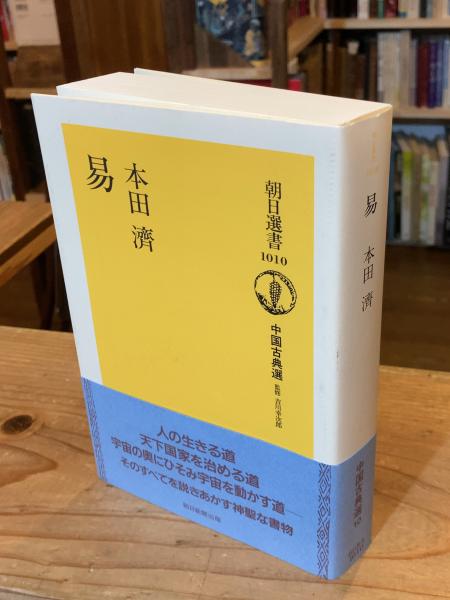 易
本田 濟
朝日選書
1010
中国古典選
監修 吉川幸次郎
人の生きる道
天下国家を治める道
宇宙の奥にひそみ宇宙を動かす道─
そのすべてを説きあかす神聖な書物
朝日新聞出版
易
本田 濟
中国古典選
10